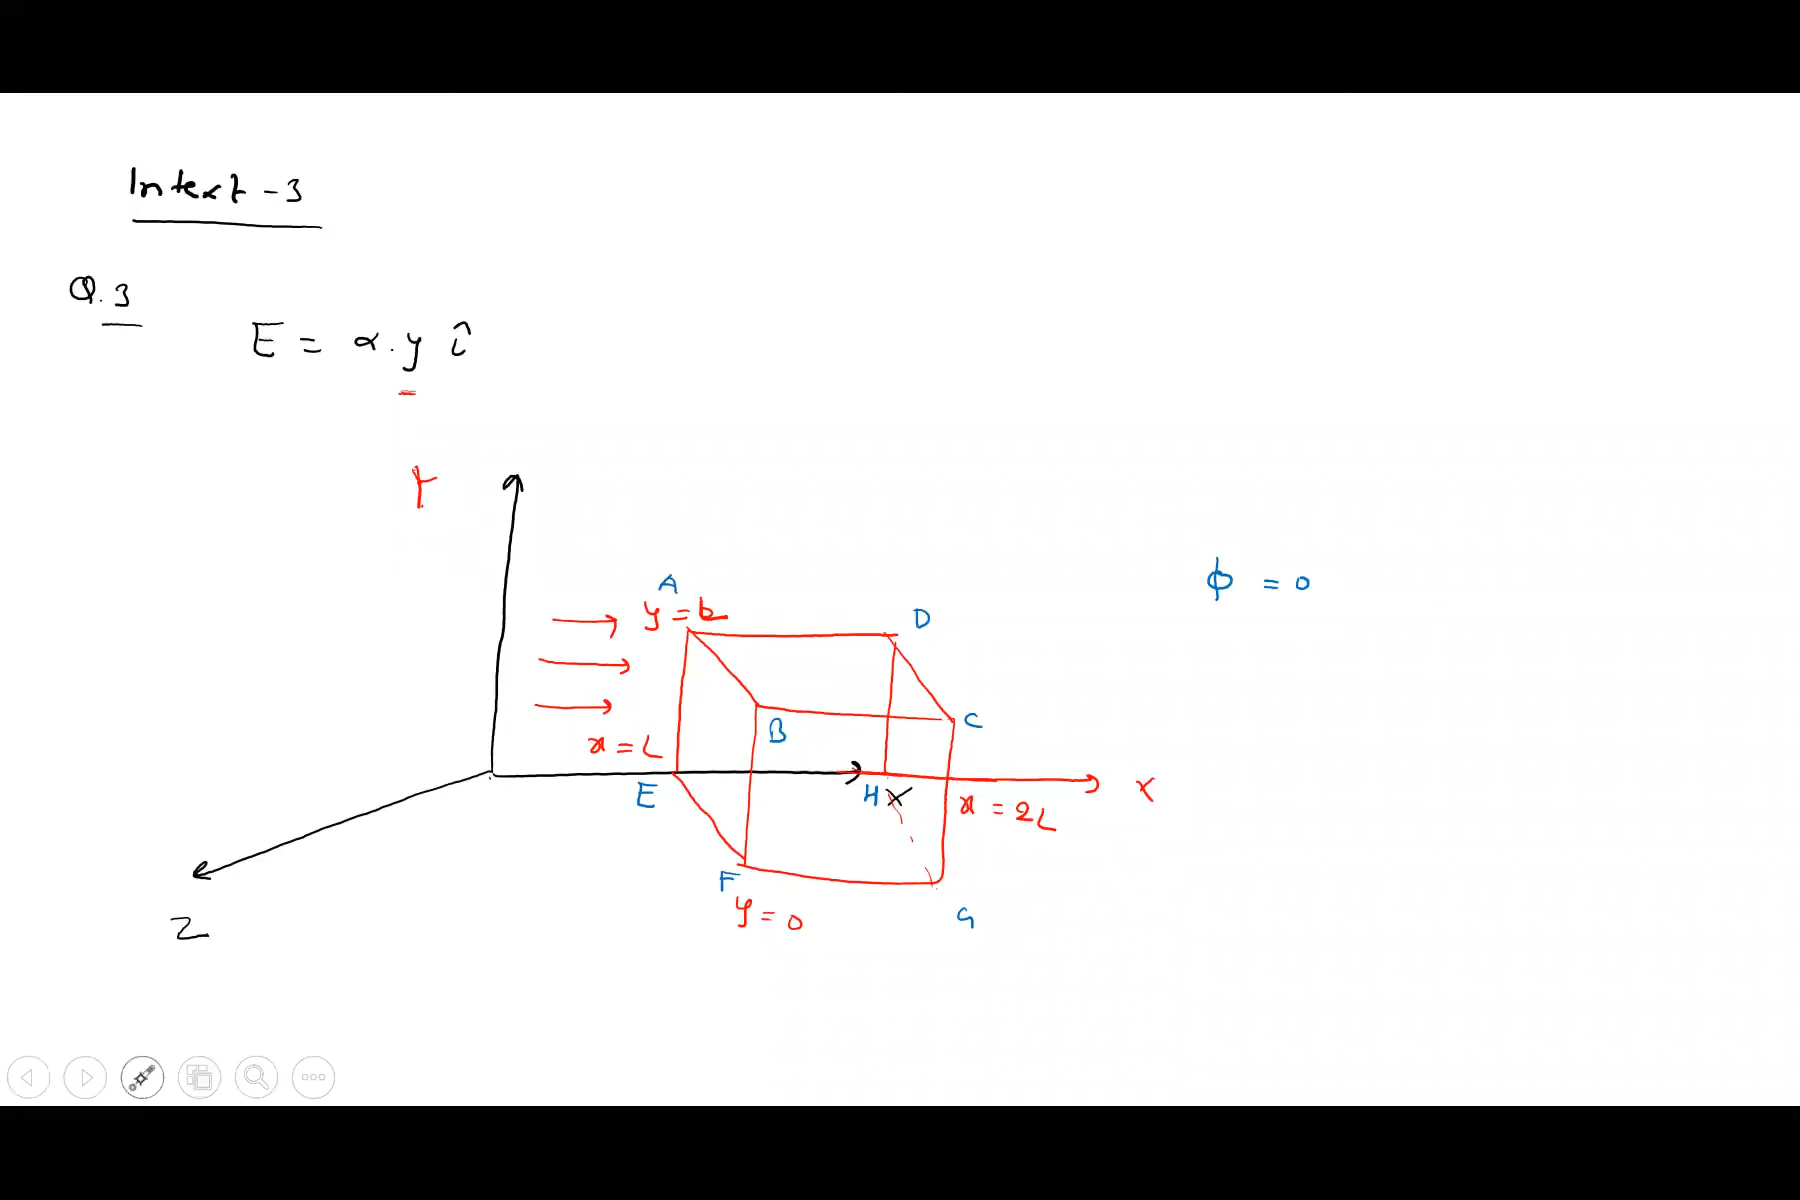 Intext - 3
Q. 3
E = α. y î
Y
ϕ = 0
A
y = L
D
B
C
x = L
E
H X
x = 2L
X
F
y = 0
G
Z